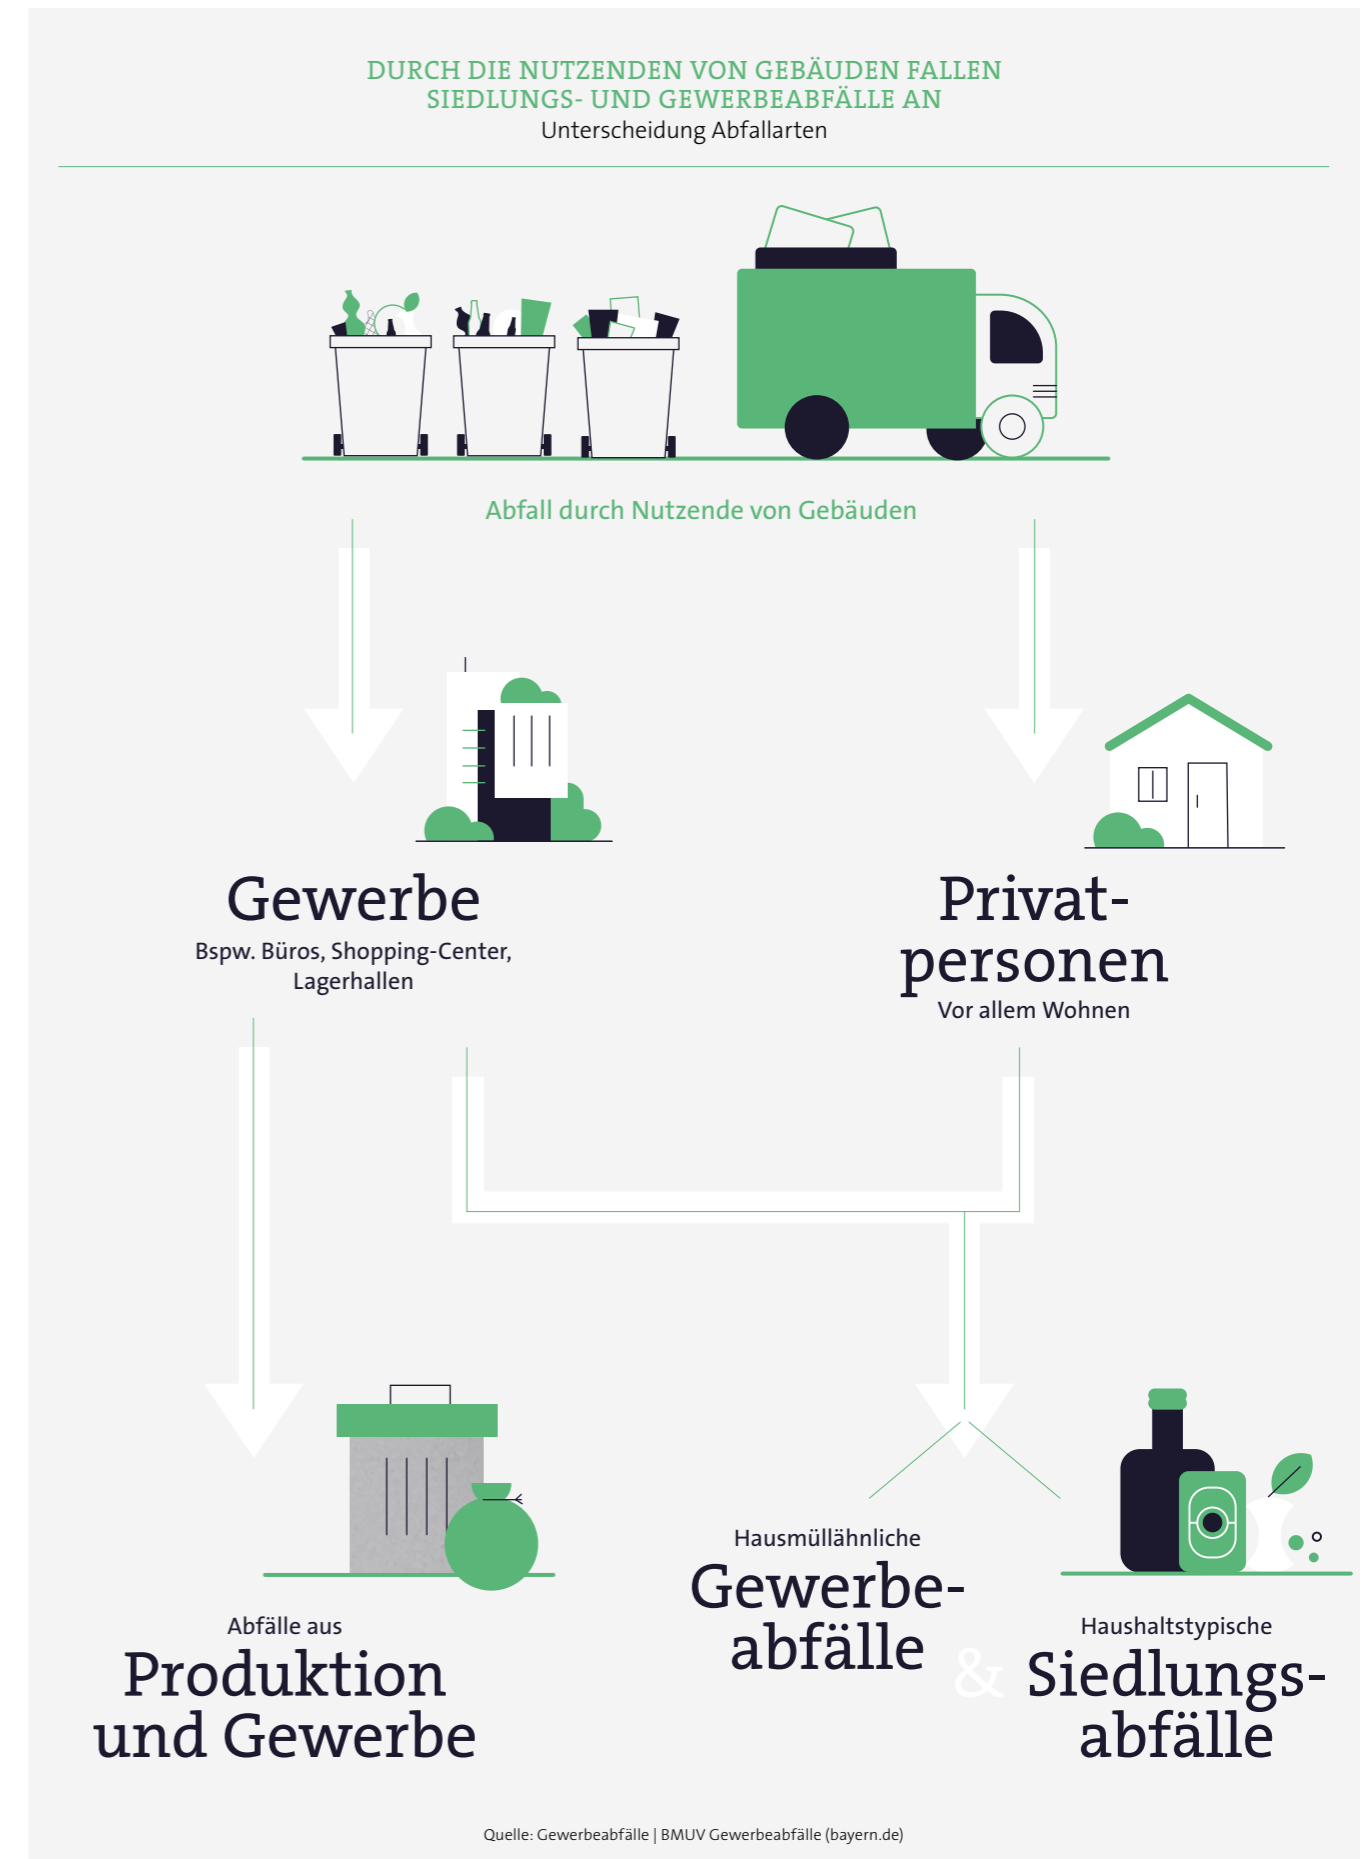 DURCH DIE NUTZENDEN VON GEBÄUDEN FALLEN
SIEDLUNGS- UND GEWERBEABFÄLLE AN
Unterscheidung Abfallarten
Abfall durch Nutzende von Gebäuden
Gewerbe
Bspw. Büros, Shopping-Center,
Lagerhallen
Privat-
personen
Vor allem Wohnen
Abfälle aus
Produktion
und Gewerbe
Hausmüllähnliche
Gewerbe-
abfälle
&
Haushaltstypische
Siedlungs-
abfälle
Quelle: Gewerbeabfälle | BMUV Gewerbeabfälle (bayern.de)